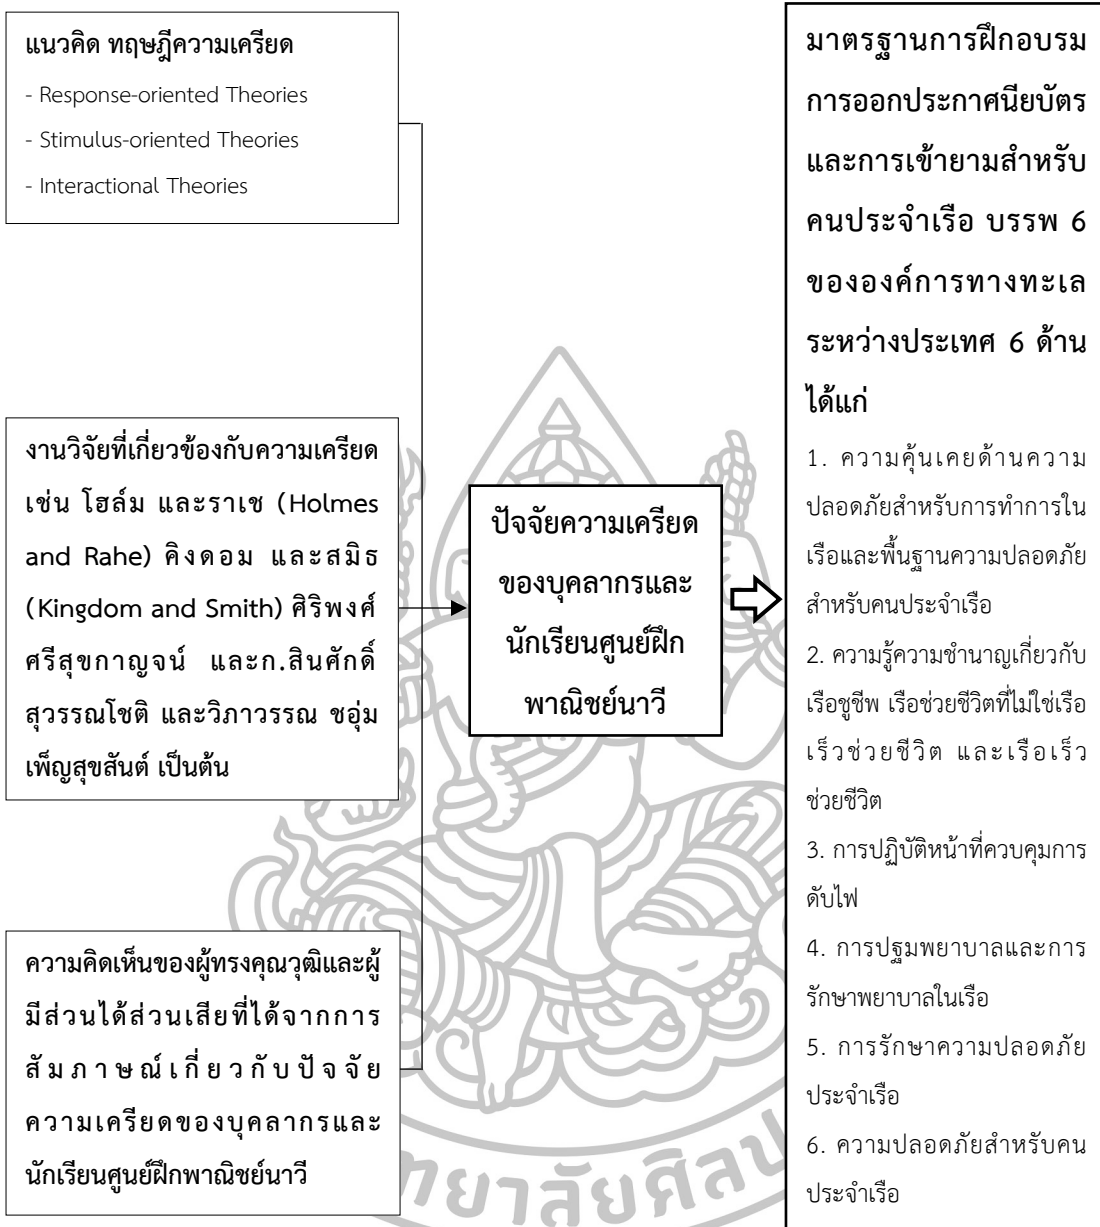 แนวคิด ทฤษฎีความเครียด
- Response-oriented Theories
- Stimulus-oriented Theories
- Interactional Theories
งานวิจัยที่เกี่ยวข้องกับความเครียด
เช่น โฮล์ม และราเช (Holmes
and Rahe) คิงดอม และสมิธ
(Kingdom and Smith) ศิริพงศ์
ศรีสุขกาญจน์ และก.สินศักดิ์
สุวรรณโชติ และวิภาวรรณ ชอุ่ม
เพ็ญสุขสันต์ เป็นต้น
ความคิดเห็นของผู้ทรงคุณวุฒิและผู้
มีส่วนได้ส่วนเสียที่ได้จากการ
สัมภาษณ์เกี่ยวกับปัจจัย
ความเครียดของบุคลากรและ
นักเรียนศูนย์ฝึกพาณิชย์นาวี
ปัจจัยความเครียด
ของบุคลากรและ
นักเรียนศูนย์ฝึก
พาณิชย์นาวี
มาตรฐานการฝึกอบรม
การออกประกาศนียบัตร
และการเข้ายามสำหรับ
คนประจำเรือ บรรพ 6
ขององค์การทางทะเล
ระหว่างประเทศ 6 ด้าน
ได้แก่
1. ความคุ้นเคยด้านความ
ปลอดภัยสำหรับการทำการใน
เรือและพื้นฐานความปลอดภัย
สำหรับคนประจำเรือ
2. ความรู้ความชำนาญเกี่ยวกับ
เรือชูชีพ เรือช่วยชีวิตที่ไม่ใช่เรือ
เร็วช่วยชีวิต และเรือเร็ว
ช่วยชีวิต
3. การปฏิบัติหน้าที่ควบคุมการ
ดับไฟ
4. การปฐมพยาบาลและการ
รักษาพยาบาลในเรือ
5. การรักษาความปลอดภัย
ประจำเรือ
6. ความปลอดภัยสำหรับคน
ประจำเรือ
ทยาลัยศิลป